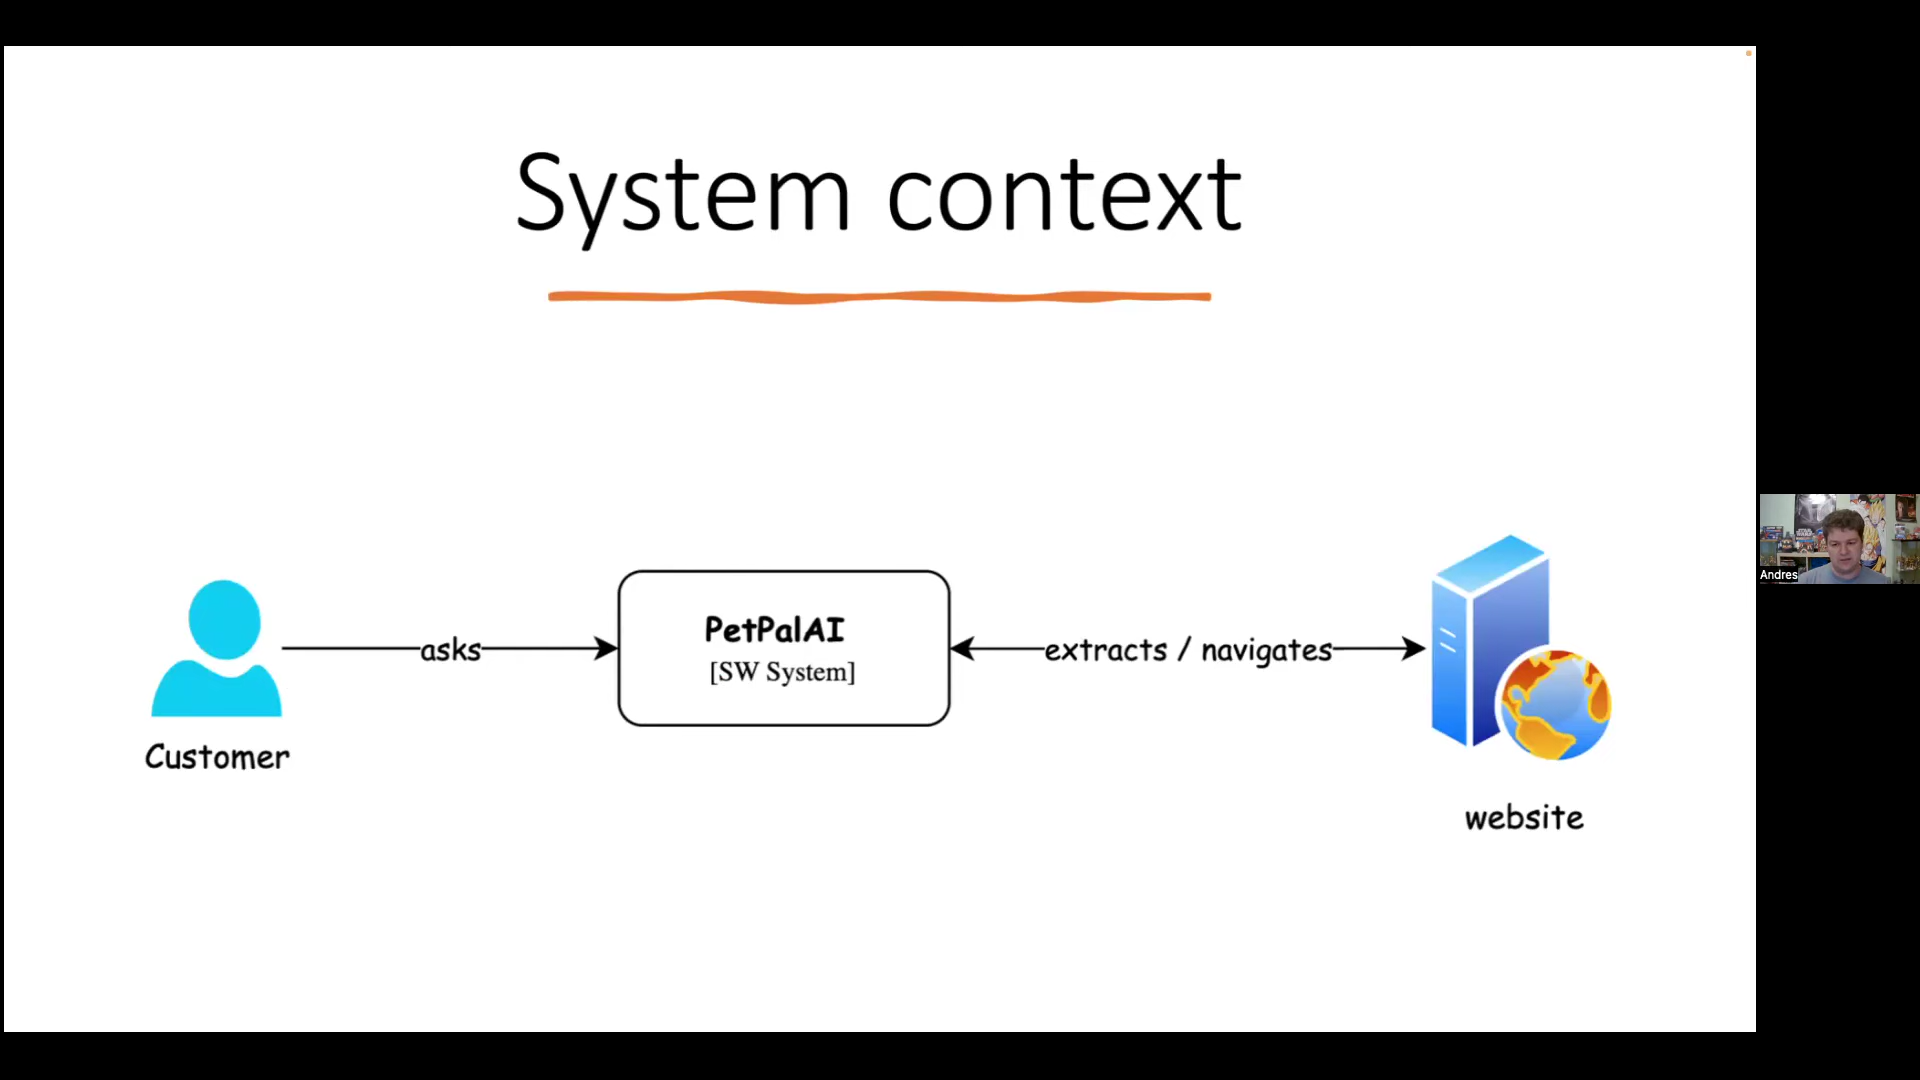 System context
asks
PetPalAI
[SW System]
extracts / navigates
Customer
website
Andres